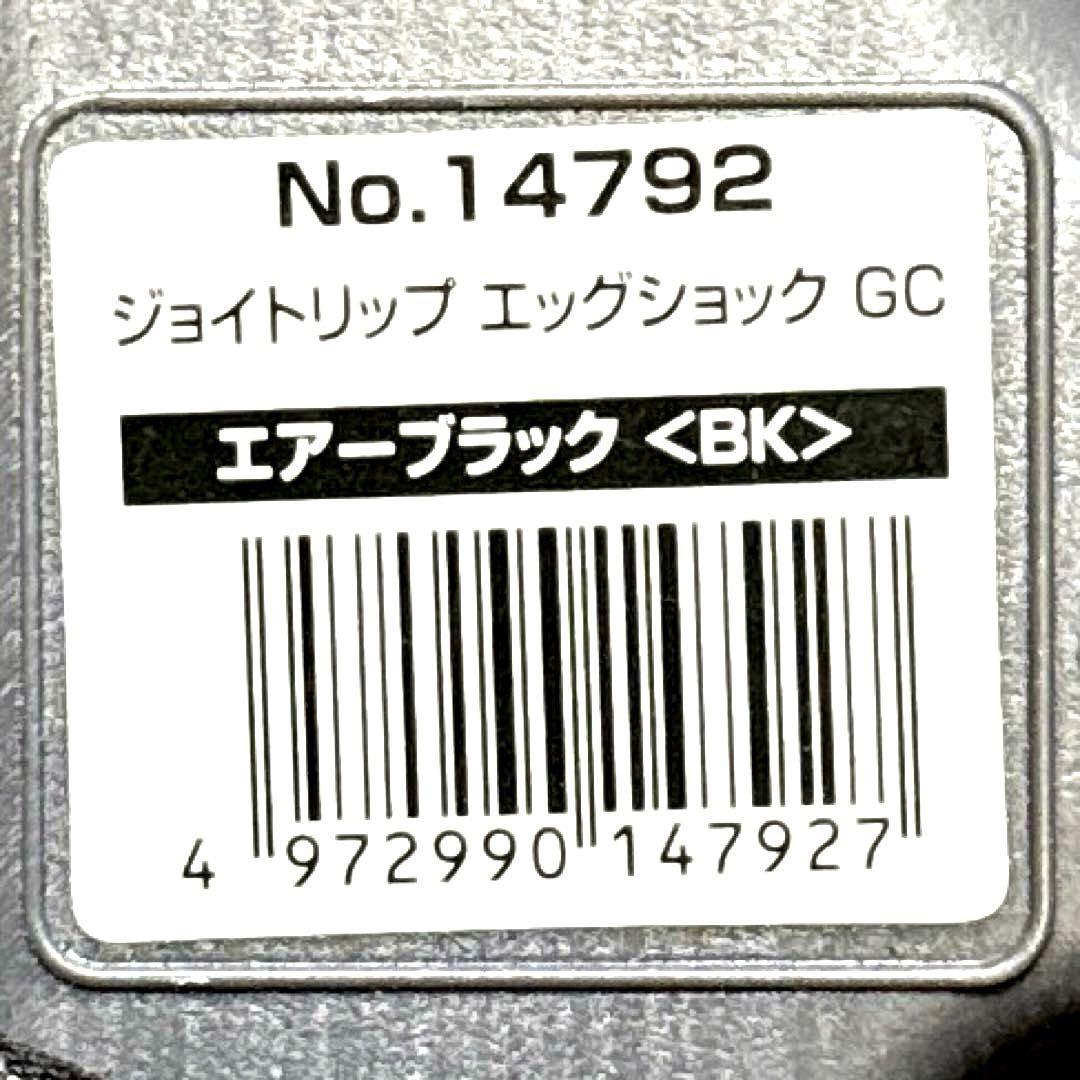 No.14792
ジョイトリップ エッグショック GC
エアーブラック <BK>
4 972990 147927